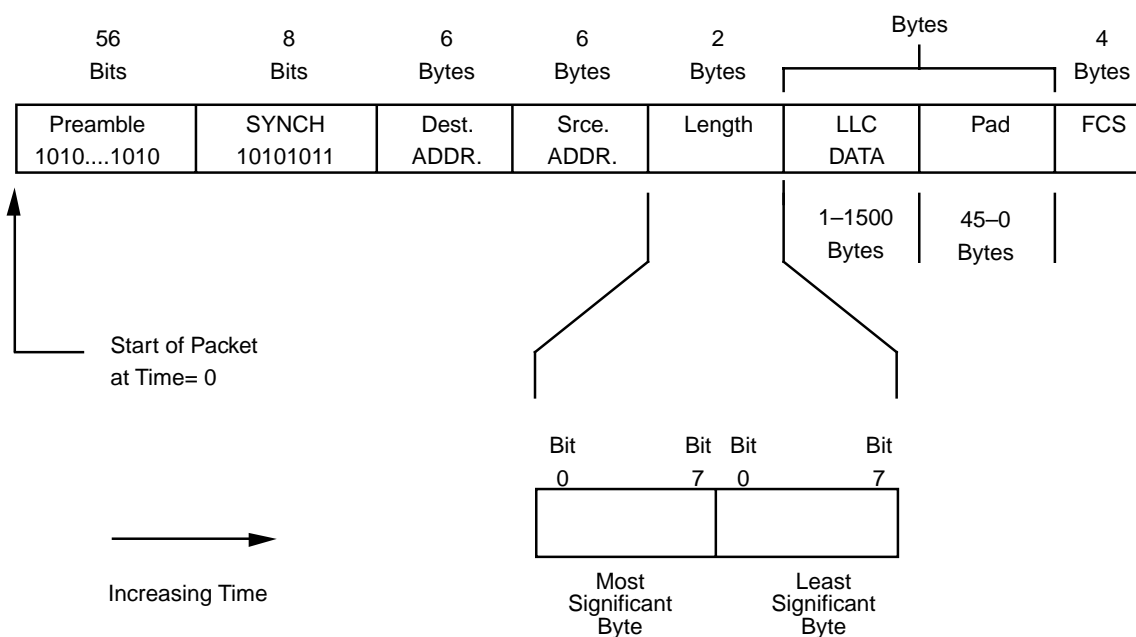 Bytes
56 8 6 6 2 4
Bits Bits Bytes Bytes Bytes Bytes
Preamble SYNCH Dest. Srce. Length LLC Pad FCS
1010....1010 10101011 ADDR. ADDR. DATA
1–1500 45–0
Bytes Bytes
Start of Packet
at Time= 0
Bit Bit Bit Bit
0 7 0 7
Increasing Time
Most Least
Significant Significant
Byte Byte